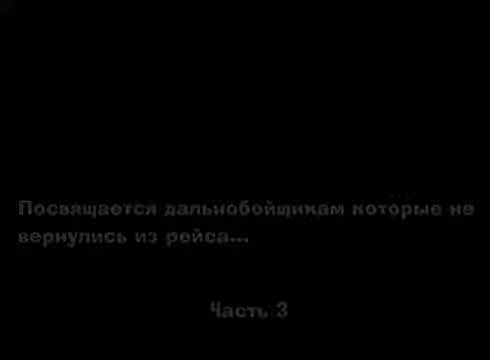 Посвящается дальнобойщикам которые не
вернулись из рейса...
Часть 3